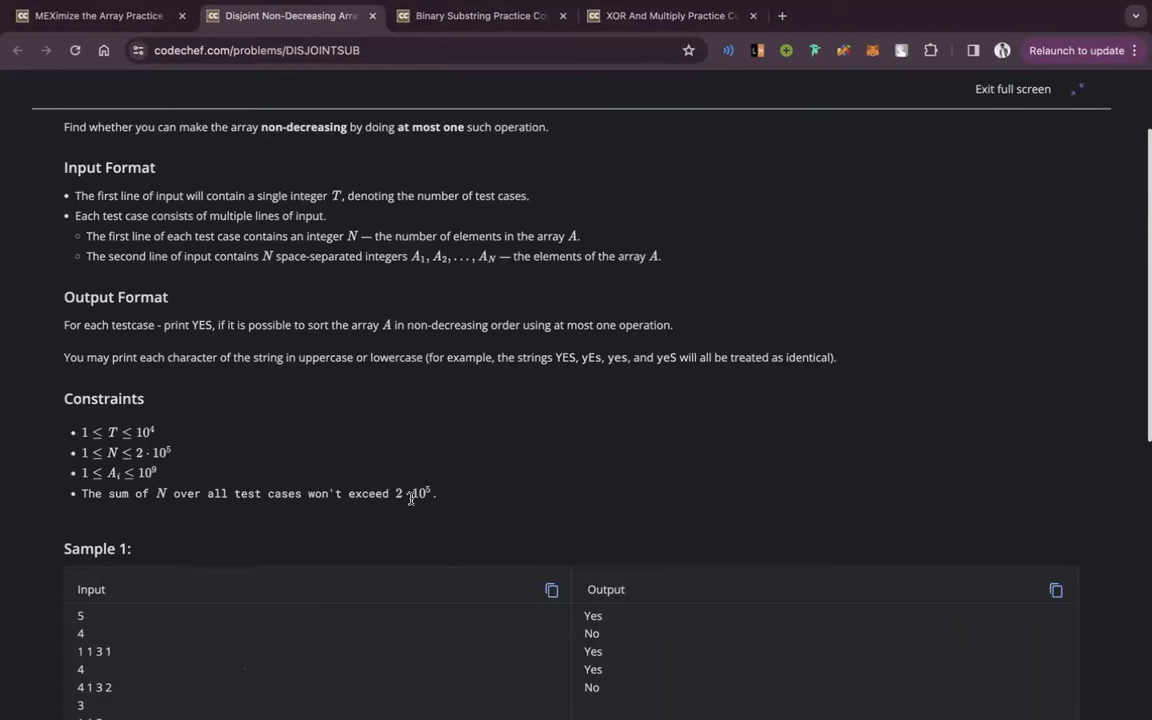 MEXimize the Array Practice
Disjoint Non-Decreasing Arra
Binary Substring Practice Co
XOR And Multiply Practice C
codechef.com/problems/DISJOINTSUB
Relaunch to update
Exit full screen
Find whether you can make the array non-decreasing by doing at most one such operation.
Input Format
• The first line of input will contain a single integer T, denoting the number of test cases.
• Each test case consists of multiple lines of input.
○ The first line of each test case contains an integer N — the number of elements in the array A.
○ The second line of input contains N space-separated integers A₁, A₂, ..., A_N — the elements of the array A.
Output Format
For each testcase - print YES, if it is possible to sort the array A in non-decreasing order using at most one operation.
You may print each character of the string in uppercase or lowercase (for example, the strings YES, yEs, yes, and yeS will all be treated as identical).
Constraints
• 1 ≤ T ≤ 10⁴
• 1 ≤ N ≤ 2 · 10⁵
• 1 ≤ A_i ≤ 10⁹
• The sum of N over all test cases won't exceed 2 · 10⁵.
Sample 1:
Input
Output
5
4
1 1 3 1
4
4 1 3 2
3
Yes
No
Yes
Yes
No